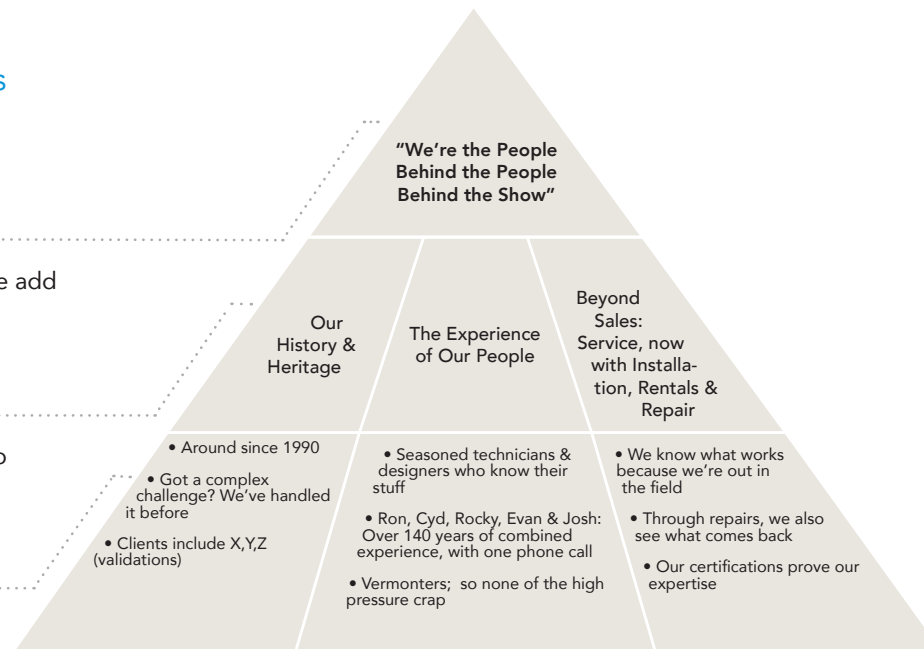 s
“We’re the People
Behind the People
Behind the Show”
e add
Our
History &
Heritage
The Experience
of Our People
Beyond
Sales:
Service, now
with Installa-
tion, Rentals &
Repair
o
• Around since 1990
• Got a complex
challenge? We’ve handled
it before
• Clients include X,Y,Z
(validations)
• Seasoned technicians &
designers who know their
stuff
• Ron, Cyd, Rocky, Evan & Josh:
Over 140 years of combined
experience, with one phone call
• Vermonters;  so none of the high
pressure crap
• We know what works
because we’re out in
the field
• Through repairs, we also
see what comes back
• Our certifications prove our
expertise